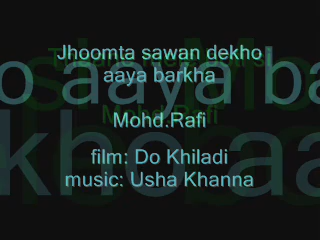 Jhoomta sawan dekho
aaya barkha
Mohd.Rafi
film: Do Khiladi
music: Usha Khanna